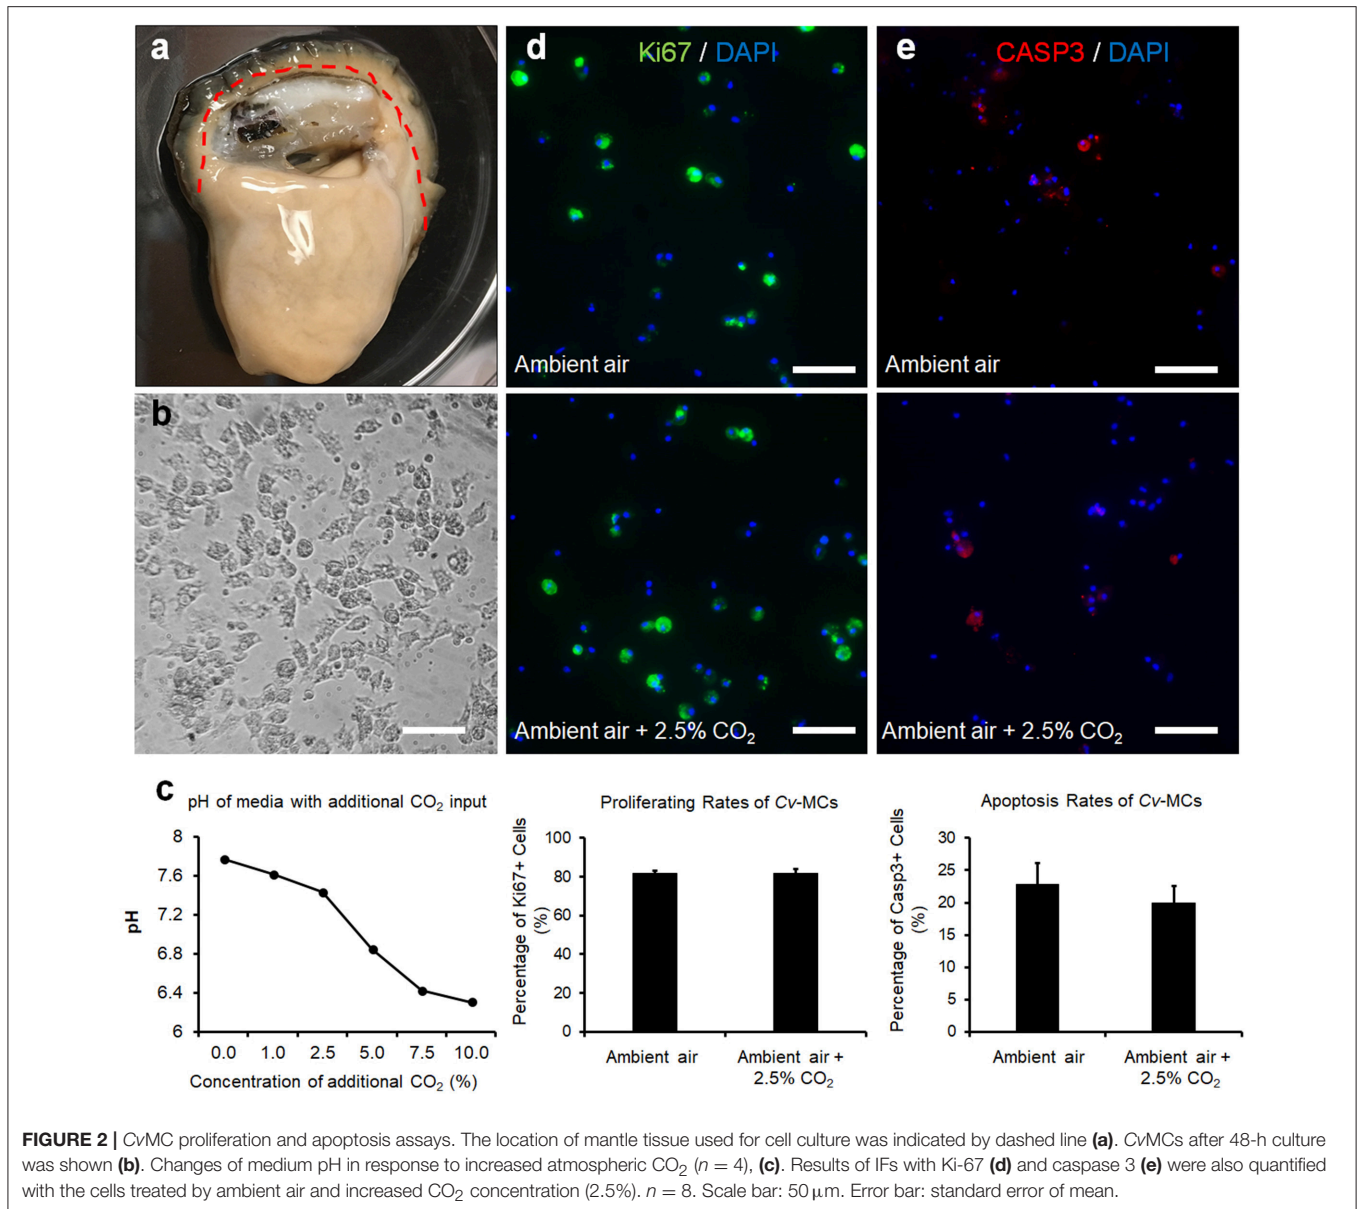 a
d
Ki67 / DAPI
Ambient air
e
CASP3 / DAPI
Ambient air
b
Ambient air + 2.5% CO₂
Ambient air + 2.5% CO₂
c
pH of media with additional CO₂ input
pH
8
7.6
7.2
6.8
6.4
6
0.0 1.0 2.5 5.0 7.5 10.0
Concentration of additional CO₂ (%)
Proliferating Rates of Cv-MCs
Percentage of Ki67+ Cells
(%)
100
80
60
40
20
0
Ambient air
Ambient air +
2.5% CO₂
Apoptosis Rates of Cv-MCs
Percentage of Casp3+ Cells
(%)
30
25
20
15
10
5
0
Ambient air
Ambient air +
2.5% CO₂
FIGURE 2 | CvMC proliferation and apoptosis assays. The location of mantle tissue used for cell culture was indicated by dashed line (a). CvMCs after 48-h culture
was shown (b). Changes of medium pH in response to increased atmospheric CO₂ (n = 4), (c). Results of IFs with Ki-67 (d) and caspase 3 (e) were also quantified
with the cells treated by ambient air and increased CO₂ concentration (2.5%). n = 8. Scale bar: 50 μm. Error bar: standard error of mean.